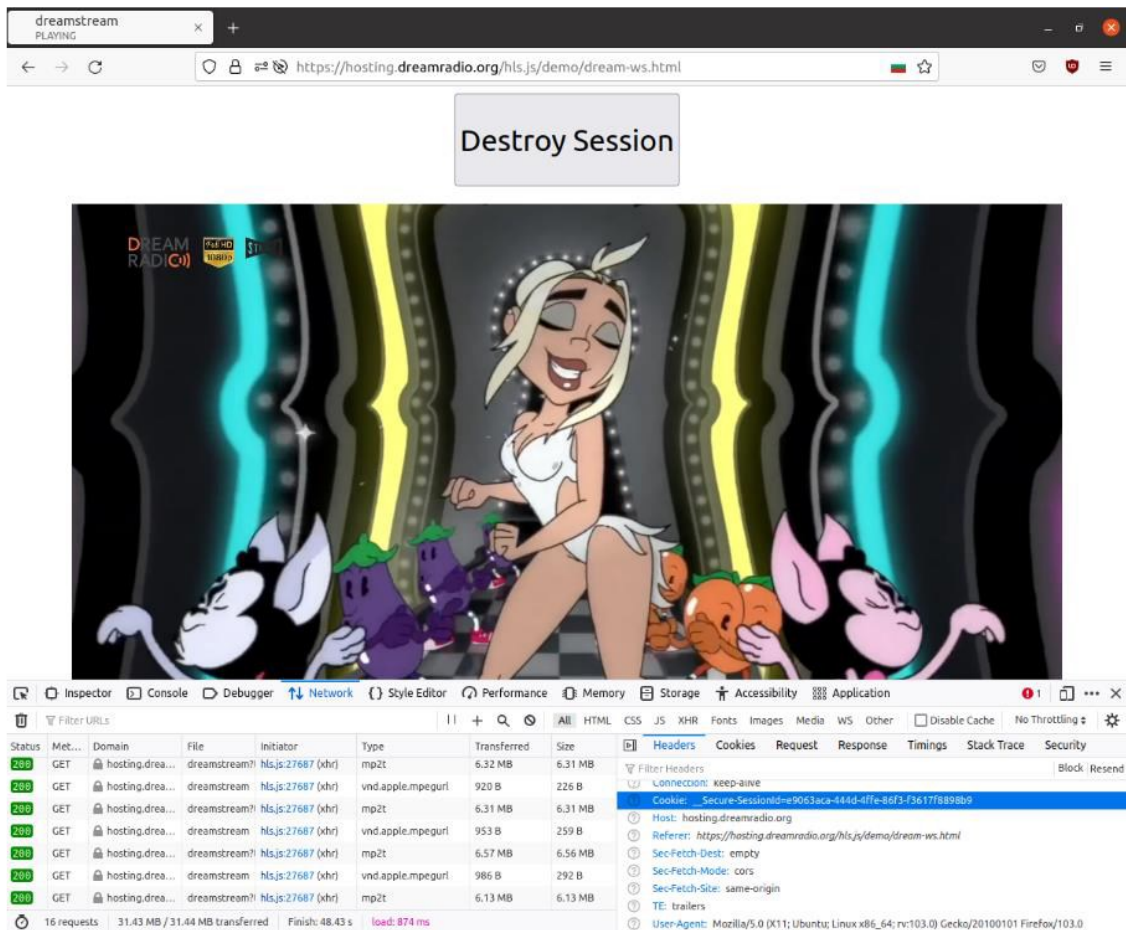 dreamstream
PLAYING
https://hosting.dreamradio.org/hls.js/demo/dream-ws.html
Destroy Session
DREAM
RADIO
Full HD
1080p
Inspector Console Debugger Network Style Editor Performance Memory Storage Accessibility Application 1
Filter URLs All HTML CSS JS XHR Fonts Images Media WS Other Disable Cache No Throttling
Status Met... Domain File Initiator Type Transferred Size Headers Cookies Request Response Timings Stack Trace Security
Filter Headers Block Resend
200 GET hosting.drea... dreamstream? hls.js:27687 (xhr) mp2t 6.32 MB 6.31 MB
200 GET hosting.drea... dreamstream hls.js:27687 (xhr) vnd.apple.mpegurl 920 B 226 B
200 GET hosting.drea... dreamstream? hls.js:27687 (xhr) mp2t 6.31 MB 6.31 MB
200 GET hosting.drea... dreamstream hls.js:27687 (xhr) vnd.apple.mpegurl 953 B 259 B
200 GET hosting.drea... dreamstream? hls.js:27687 (xhr) mp2t 6.57 MB 6.56 MB
200 GET hosting.drea... dreamstream hls.js:27687 (xhr) vnd.apple.mpegurl 986 B 292 B
200 GET hosting.drea... dreamstream? hls.js:27687 (xhr) mp2t 6.13 MB 6.13 MB
16 requests 31.43 MB / 31.44 MB transferred Finish: 48.43 s load: 874 ms
Connection: keep-alive
Cookie: __Secure-SessionId=e9063aca-444d-4ffe-86f3-f3617f8898b9
Host: hosting.dreamradio.org
Referer: https://hosting.dreamradio.org/hls.js/demo/dream-ws.html
Sec-Fetch-Dest: empty
Sec-Fetch-Mode: cors
Sec-Fetch-Site: same-origin
TE: trailers
User-Agent: Mozilla/5.0 (X11; Ubuntu; Linux x86_64; rv:103.0) Gecko/20100101 Firefox/103.0